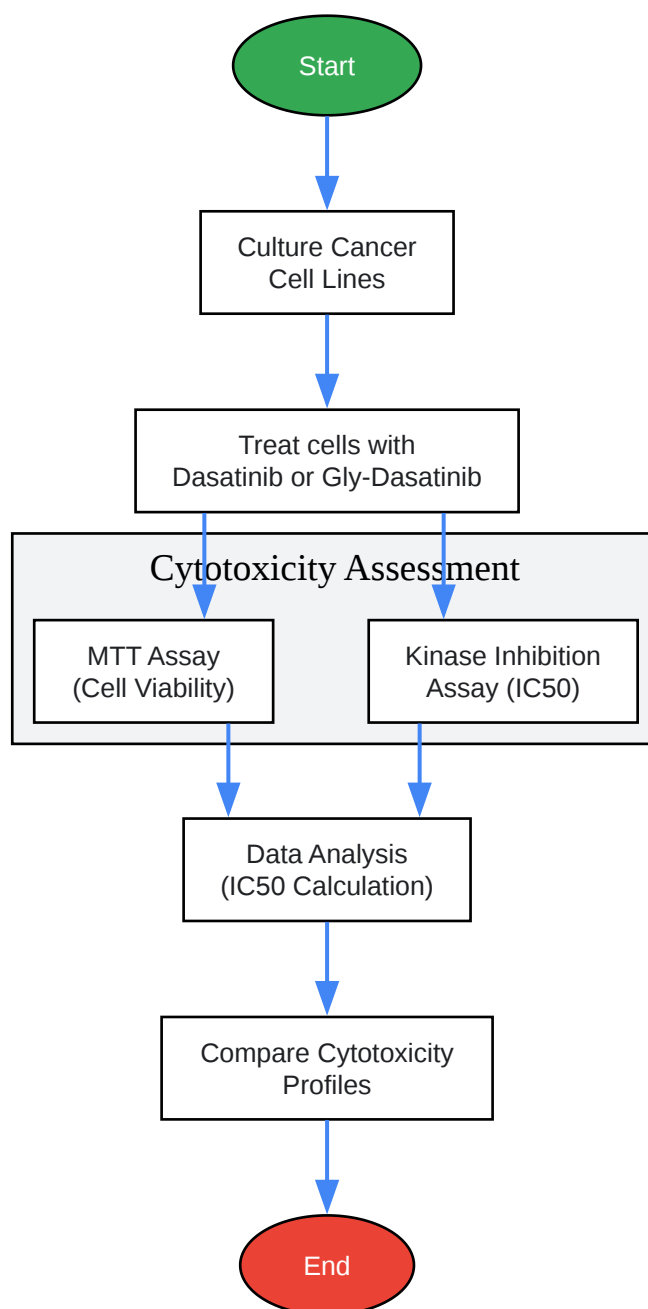 Start
Culture Cancer
Cell Lines
Treat cells with
Dasatinib or Gly-Dasatinib
Cytotoxicity Assessment
MTT Assay
(Cell Viability)
Kinase Inhibition
Assay (IC50)
Data Analysis
(IC50 Calculation)
Compare Cytotoxicity
Profiles
End